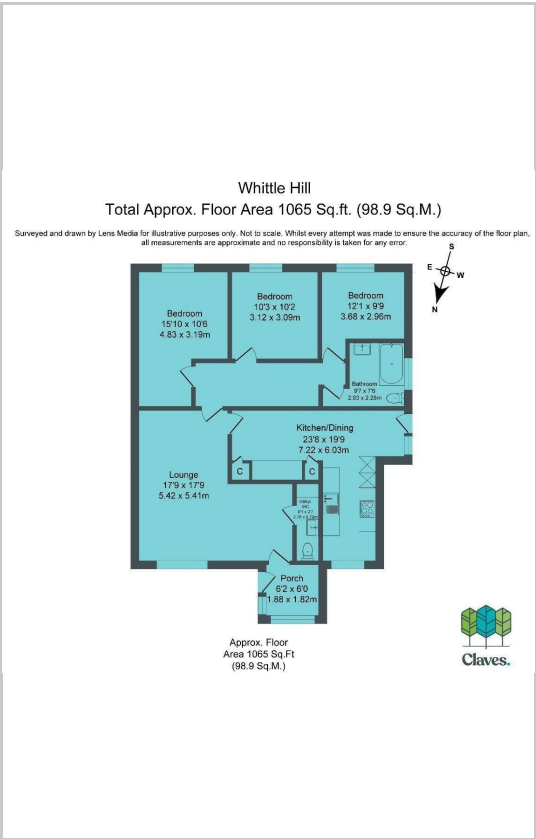 Whittle Hill
Total Approx. Floor Area 1065 Sq.ft. (98.9 Sq.M.)
Surveyed and drawn by Lens Media for illustrative purposes only. Not to scale. Whilst every attempt was made to ensure the accuracy of the floor plan,
all measurements are approximate and no responsibility is taken for any error.
S
E
W
N
Bedroom
15'10 x 10'6
4.83 x 3.19m
Bedroom
10'3 x 10'2
3.12 x 3.09m
Bedroom
12'1 x 9'9
3.68 x 2.96m
Bathroom
9'7 x 7'6
2.93 x 2.28m
Kitchen/Dining
23'8 x 19'9
7.22 x 6.03m
C
C
Lounge
17'9 x 17'9
5.42 x 5.41m
WC
Porch
6'2 x 6'0
1.88 x 1.82m
Approx. Floor
Area 1065 Sq.Ft
(98.9 Sq.M.)
Claves.